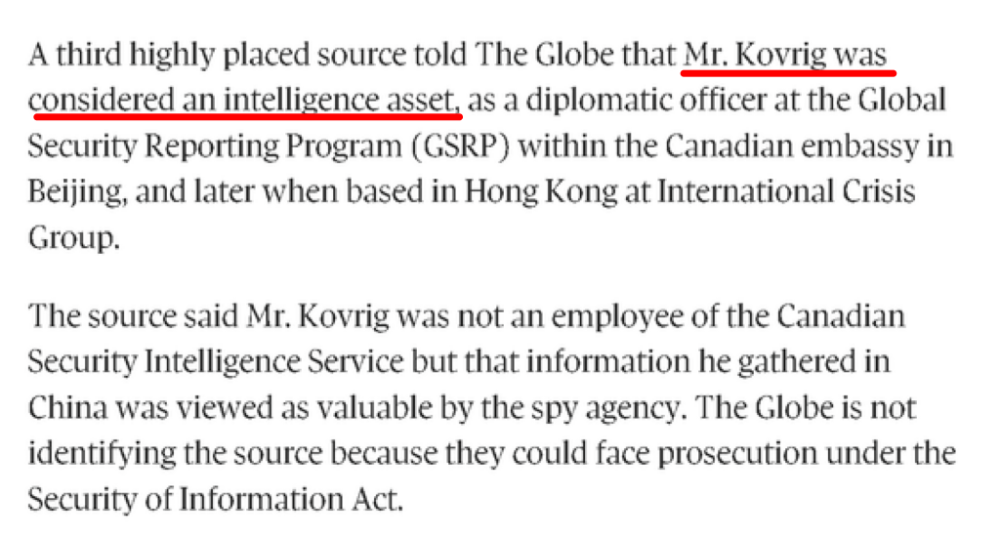 A third highly placed source told The Globe that Mr. Kovrig was
considered an intelligence asset, as a diplomatic officer at the Global
Security Reporting Program (GSRP) within the Canadian embassy in
Beijing, and later when based in Hong Kong at International Crisis
Group.
The source said Mr. Kovrig was not an employee of the Canadian
Security Intelligence Service but that information he gathered in
China was viewed as valuable by the spy agency. The Globe is not
identifying the source because they could face prosecution under the
Security of Information Act.